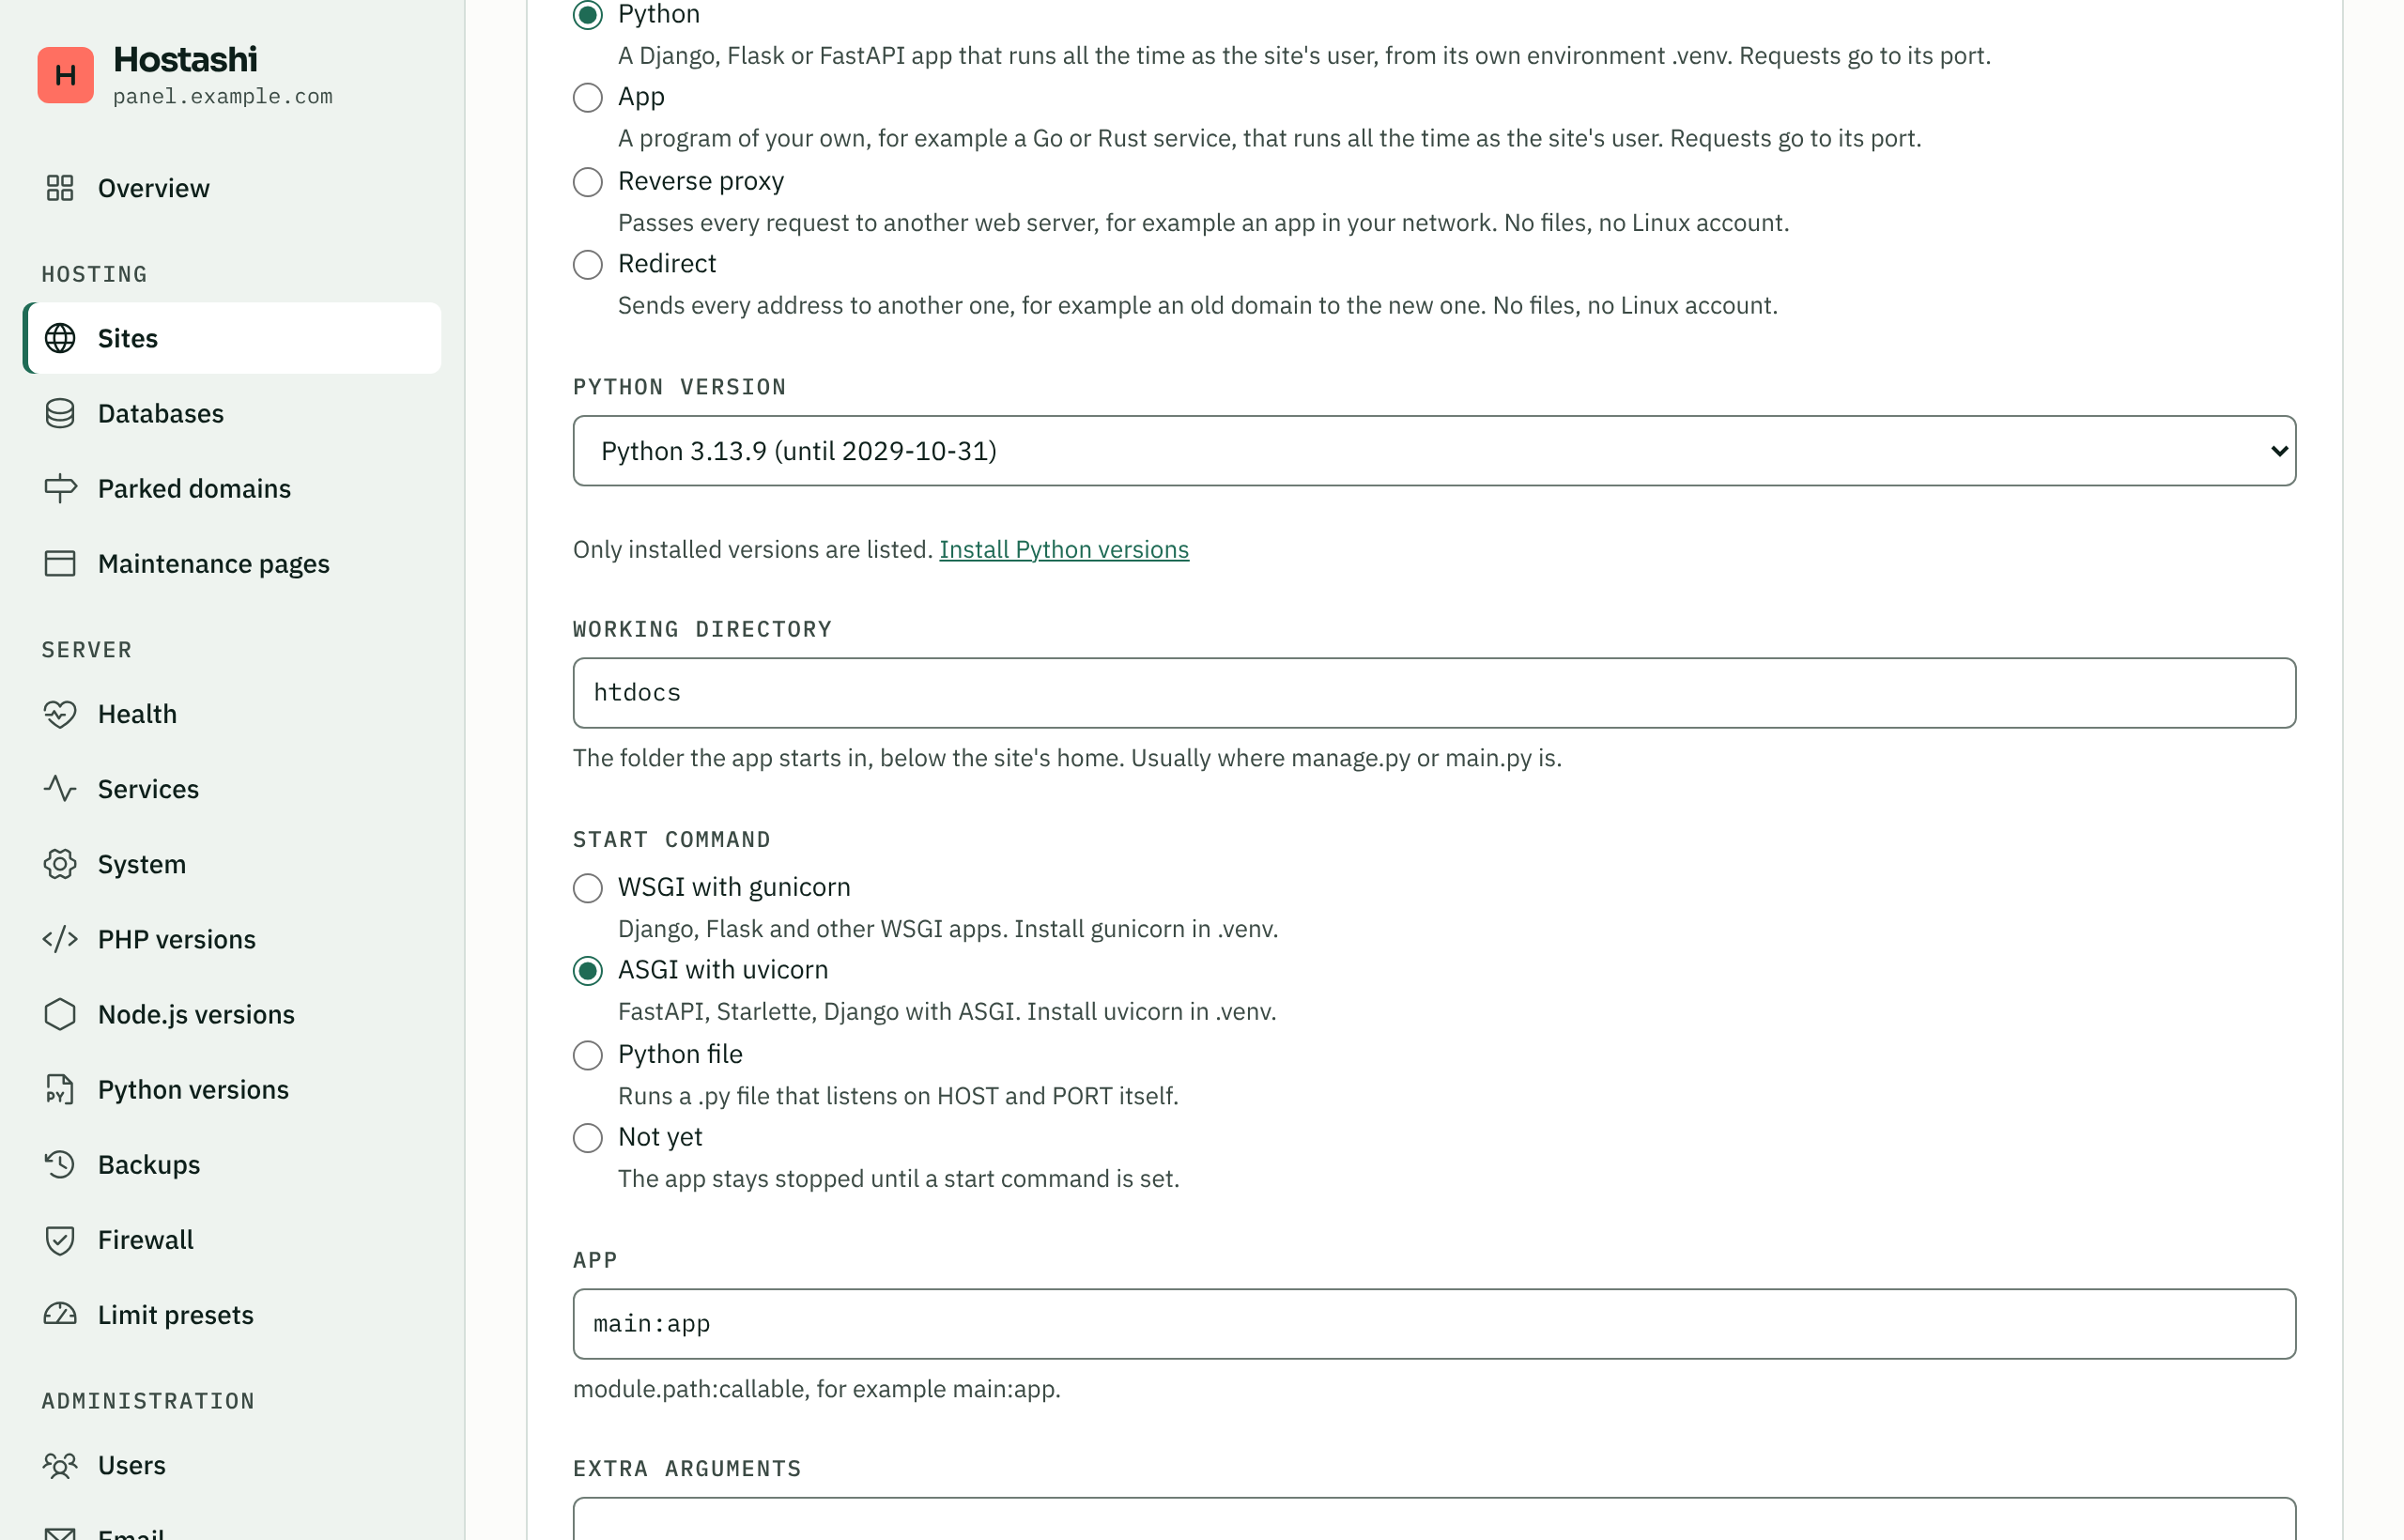 H
Hostashi
panel.example.com
Overview
HOSTING
Sites
Databases
Parked domains
Maintenance pages
SERVER
Health
Services
System
PHP versions
Node.js versions
PY
Python versions
Backups
Firewall
Limit presets
ADMINISTRATION
Users
Email
Python
A Django, Flask or FastAPI app that runs all the time as the site's user, from its own environment .venv. Requests go to its port.
App
A program of your own, for example a Go or Rust service, that runs all the time as the site's user. Requests go to its port.
Reverse proxy
Passes every request to another web server, for example an app in your network. No files, no Linux account.
Redirect
Sends every address to another one, for example an old domain to the new one. No files, no Linux account.
PYTHON VERSION
Python 3.13.9 (until 2029-10-31)
Only installed versions are listed. Install Python versions
WORKING DIRECTORY
htdocs
The folder the app starts in, below the site's home. Usually where manage.py or main.py is.
START COMMAND
WSGI with gunicorn
Django, Flask and other WSGI apps. Install gunicorn in .venv.
ASGI with uvicorn
FastAPI, Starlette, Django with ASGI. Install uvicorn in .venv.
Python file
Runs a .py file that listens on HOST and PORT itself.
Not yet
The app stays stopped until a start command is set.
APP
main:app
module.path:callable, for example main:app.
EXTRA ARGUMENTS